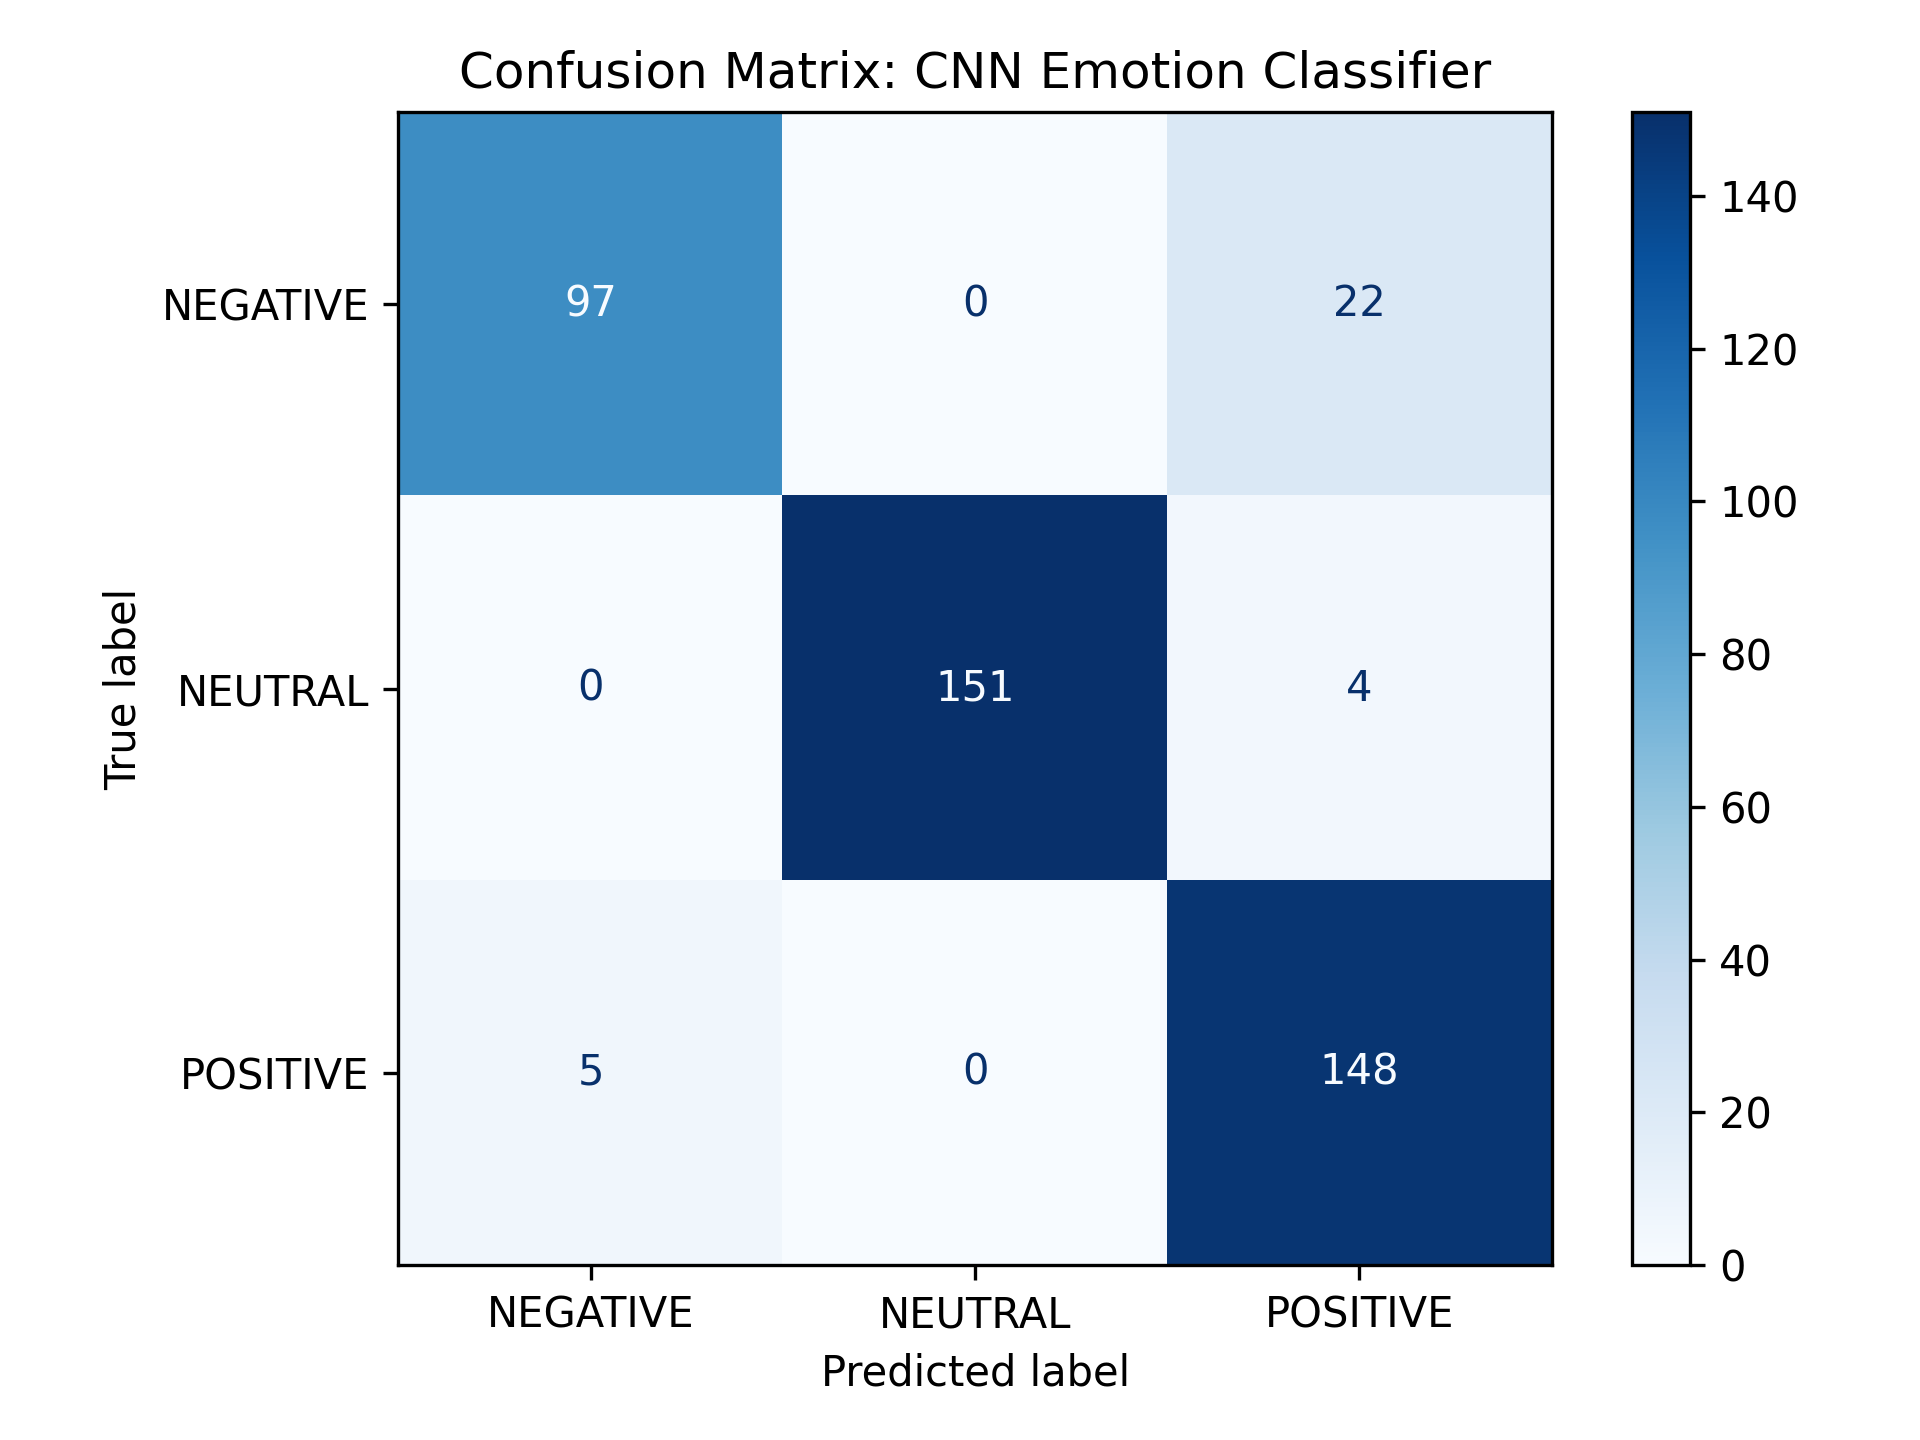 Confusion Matrix: CNN Emotion Classifier
NEGATIVE 97 0 22
NEUTRAL 0 151 4
POSITIVE 5 0 148
NEGATIVE NEUTRAL POSITIVE
Predicted label
True label
140
120
100
80
60
40
20
0